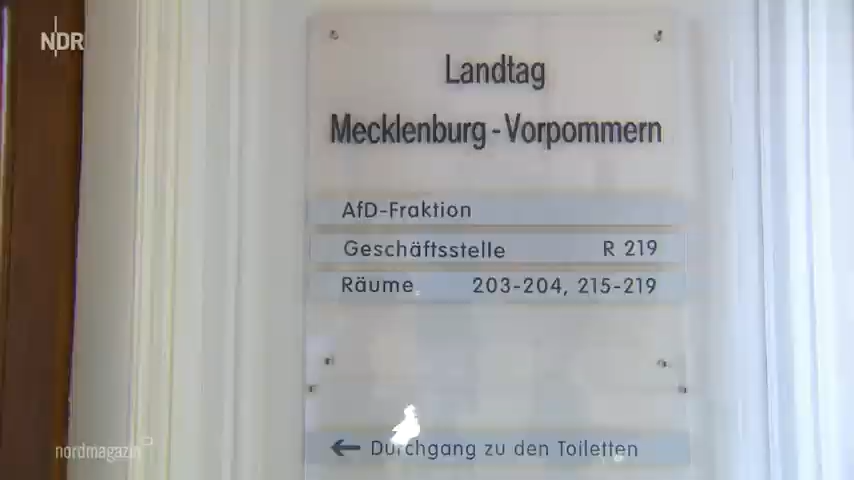 NDR
Landtag
Mecklenburg-Vorpommern
AfD-Fraktion
Geschäftsstelle R 219
Räume 203-204, 215-219
← Durchgang zu den Toiletten
nordmagazin